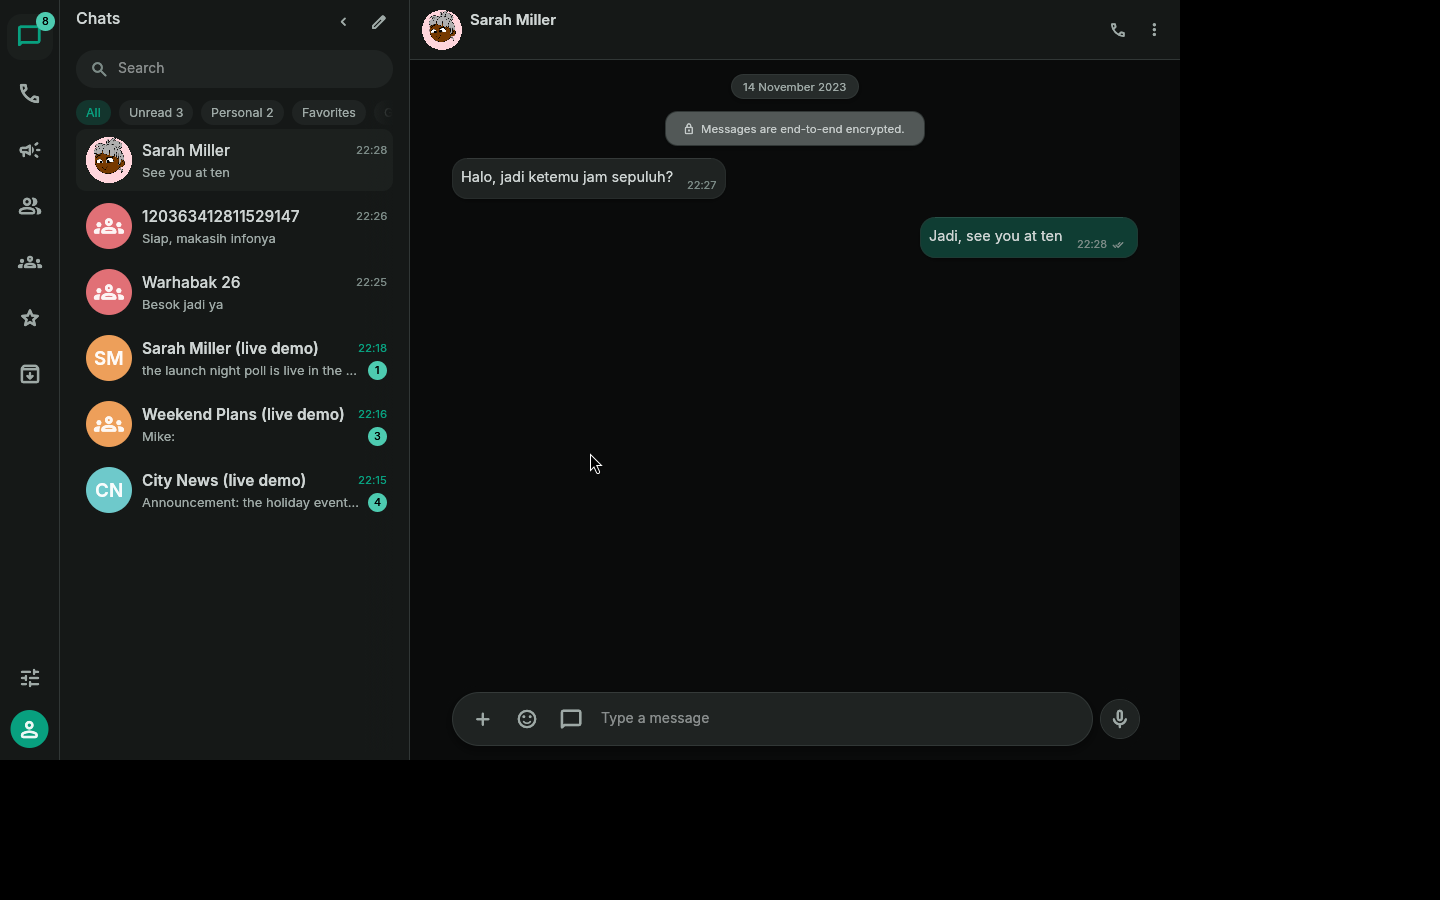 8
Chats
Search
All
Unread 3
Personal 2
Favorites
Sarah Miller
22:28
See you at ten
120363412811529147
22:26
Siap, makasih infonya
Warhabak 26
22:25
Besok jadi ya
SM
Sarah Miller (live demo)
22:18
the launch night poll is live in the ...
1
Weekend Plans (live demo)
22:16
Mike:
3
CN
City News (live demo)
22:15
Announcement: the holiday event...
4
Sarah Miller
14 November 2023
Messages are end-to-end encrypted.
Halo, jadi ketemu jam sepuluh?
22:27
Jadi, see you at ten
22:28
Type a message